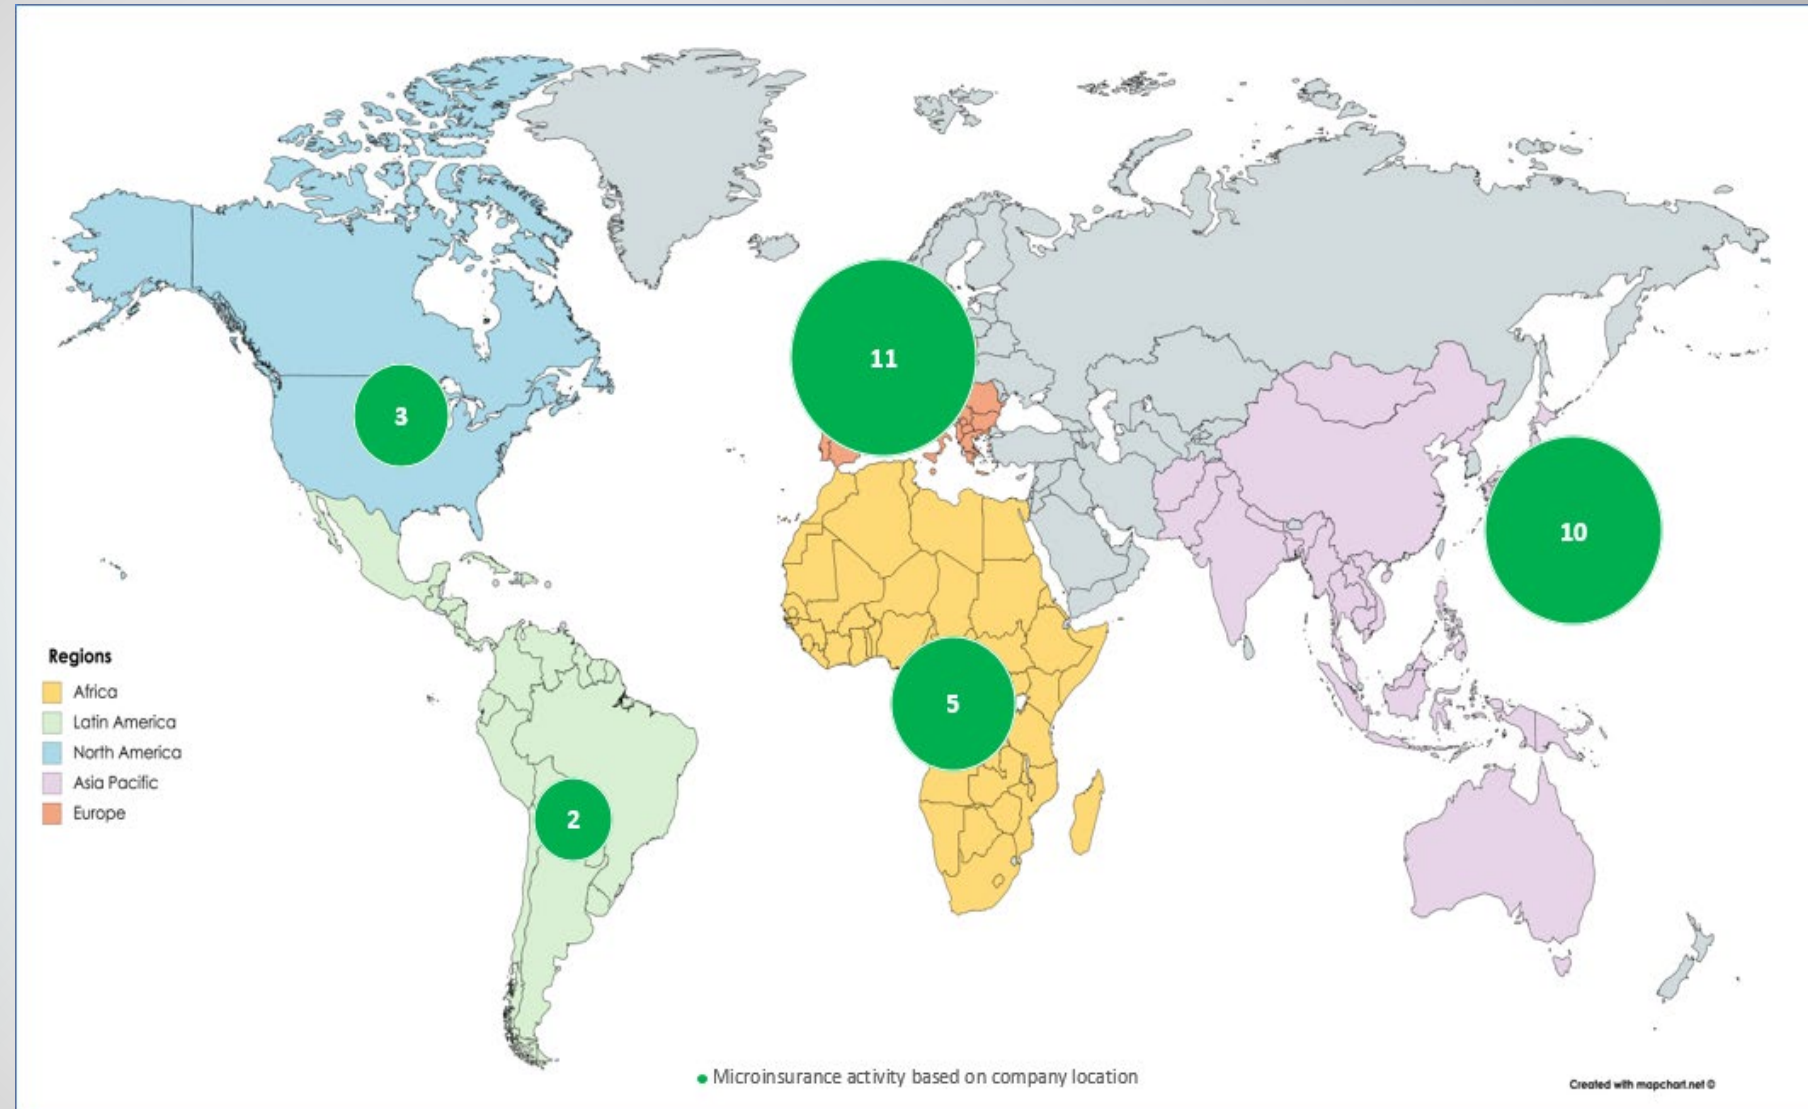 11
3
10
5
2
Regions
Africa
Latin America
North America
Asia Pacific
Europe
Microinsurance activity based on company location
Created with mapchart.net ©